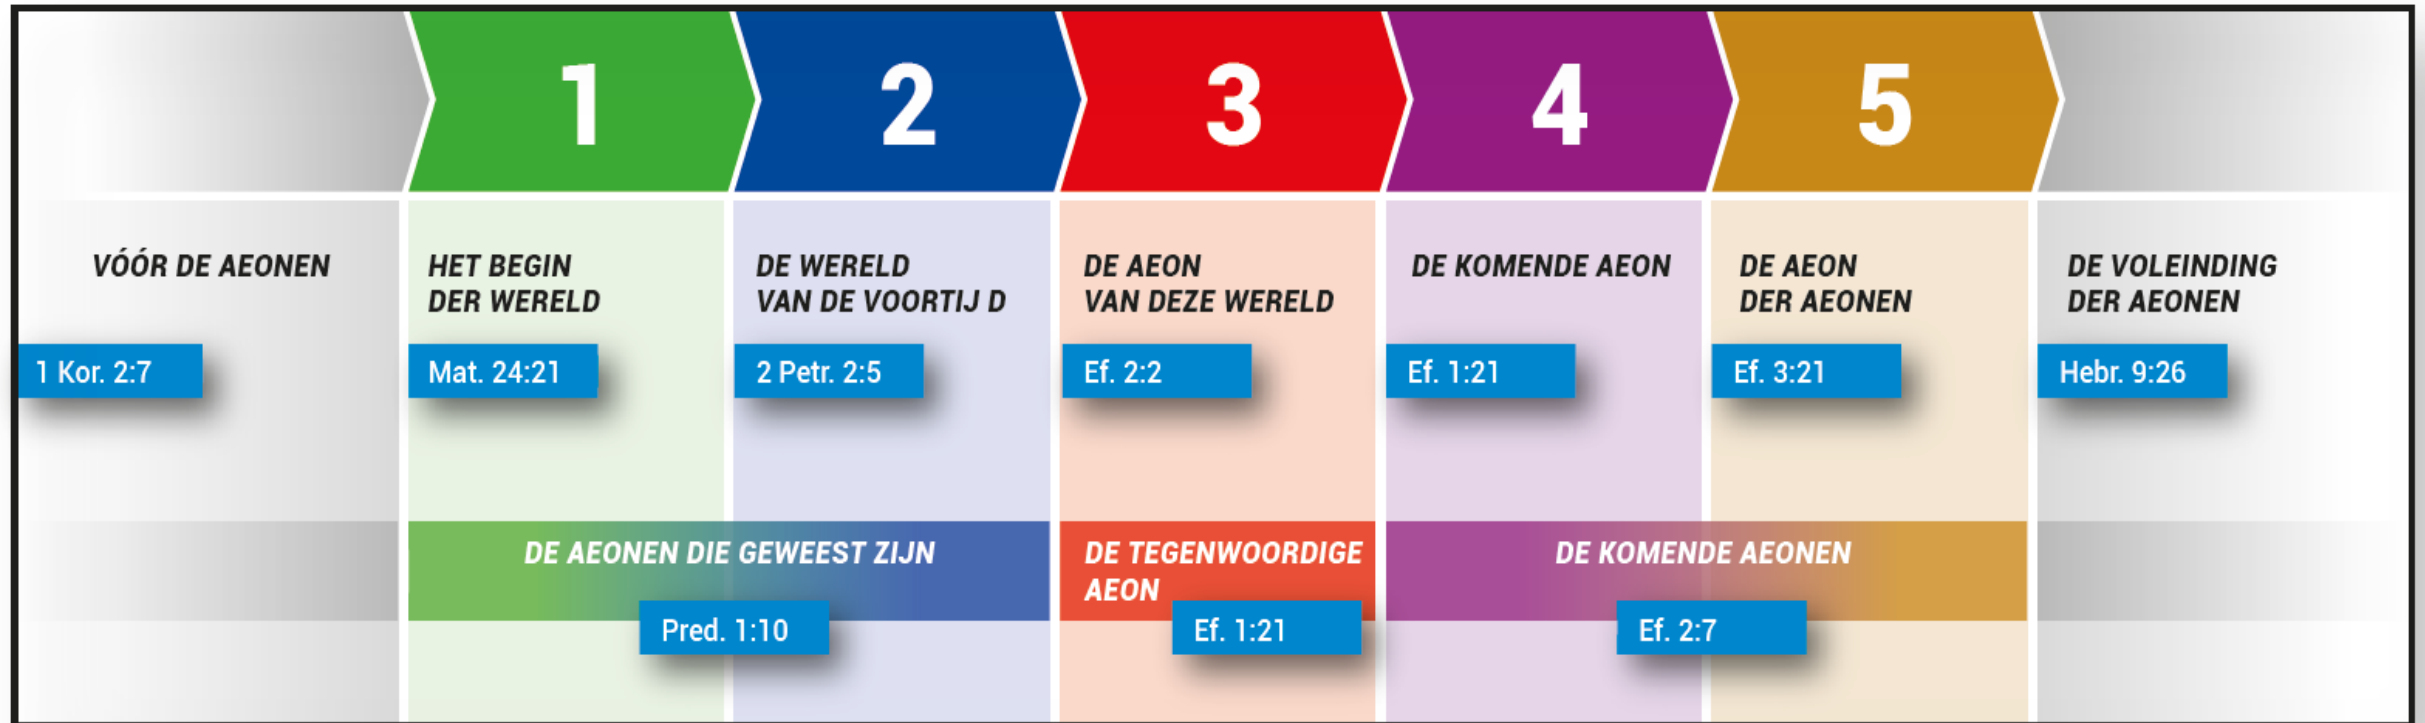 1
2
3
4
5
VÓÓR DE AEONEN
1 Kor. 2:7
HET BEGIN
DER WERELD
Mat. 24:21
DE WERELD
VAN DE VOORTIJ D
2 Petr. 2:5
DE AEON
VAN DEZE WERELD
Ef. 2:2
DE KOMENDE AEON
Ef. 1:21
DE AEON
DER AEONEN
Ef. 3:21
DE VOLEINDING
DER AEONEN
Hebr. 9:26
DE AEONEN DIE GEWEEST ZIJN
Pred. 1:10
DE TEGENWOORDIGE
AEON
Ef. 1:21
DE KOMENDE AEONEN
Ef. 2:7